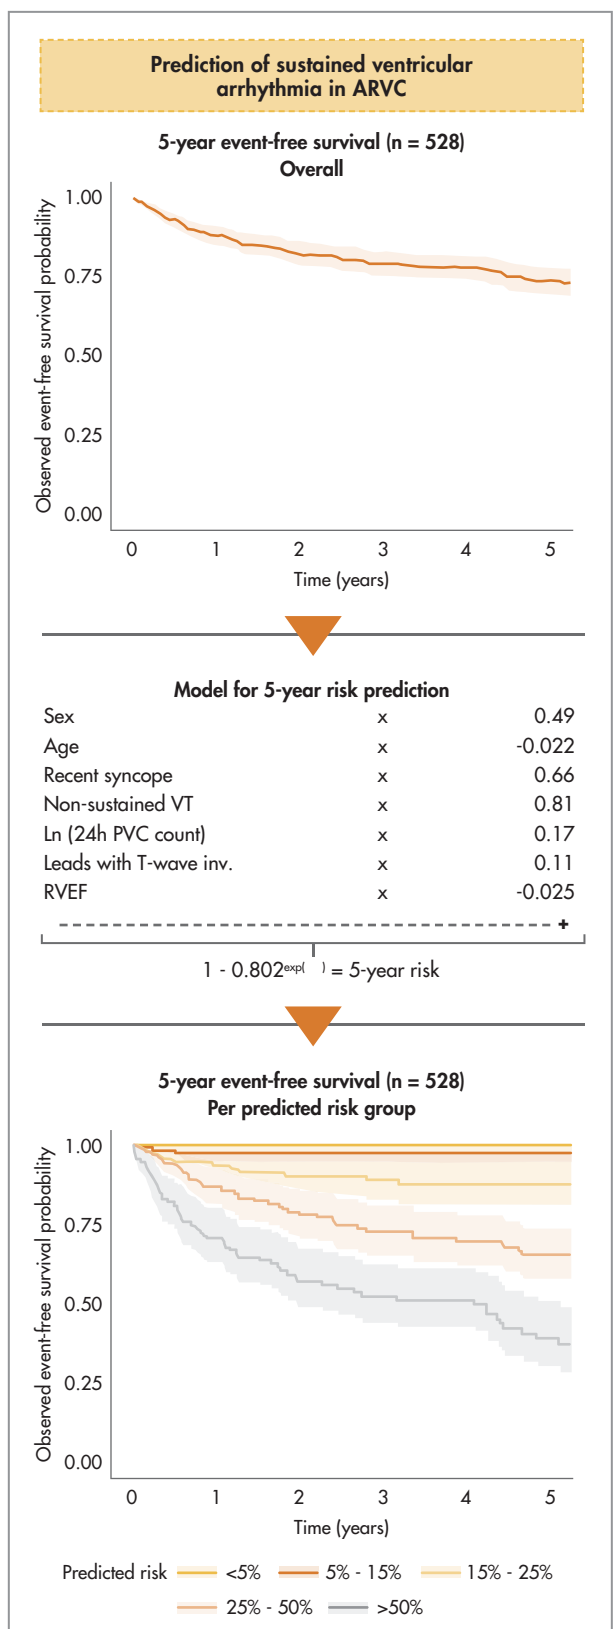 Prediction of sustained ventricular
arrhythmia in ARVC
5-year event-free survival (n = 528)
Overall
Observed event-free survival probability
1.00
0.75
0.50
0.25
0.00
0 1 2 3 4 5
Time (years)
Model for 5-year risk prediction
Sex x 0.49
Age x -0.022
Recent syncope x 0.66
Non-sustained VT x 0.81
Ln (24h PVC count) x 0.17
Leads with T-wave inv. x 0.11
RVEF x -0.025
+
1 - 0.802exp( ) = 5-year risk
5-year event-free survival (n = 528)
Per predicted risk group
Observed event-free survival probability
1.00
0.75
0.50
0.25
0.00
0 1 2 3 4 5
Time (years)
Predicted risk <5% 5% - 15% 15% - 25%
25% - 50% >50%